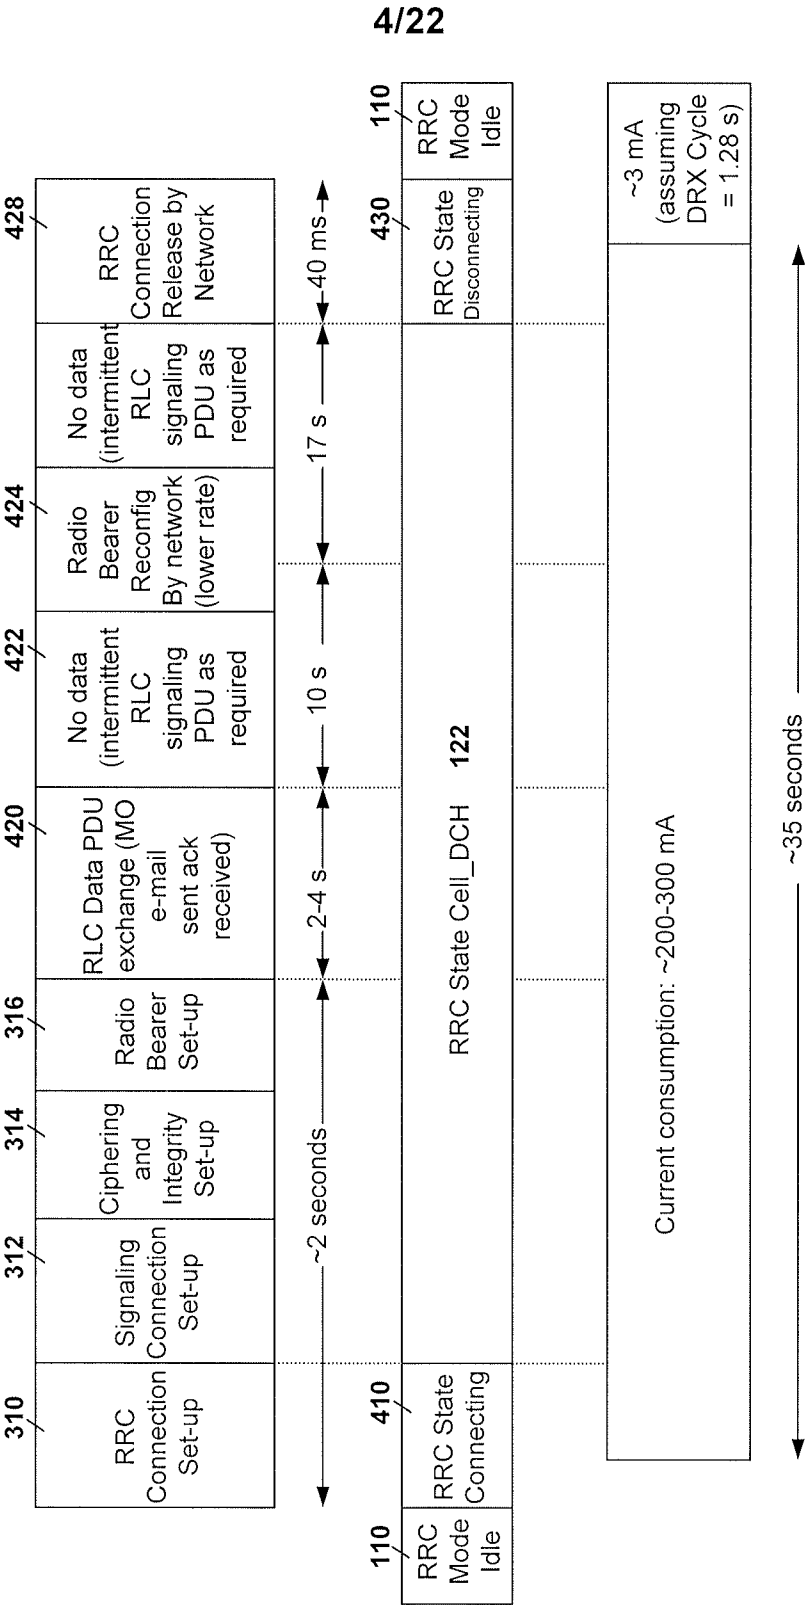 4/22
310
RRC
Connection
Set-up
312
Signaling
Connection
Set-up
314
Ciphering
and
Integrity
Set-up
316
Radio
Bearer
Set-up
420
RLC Data PDU
exchange (MO
e-mail
sent ack
received)
422
No data
(intermittent
RLC
signaling
PDU as
required
424
Radio
Bearer
Reconfig
By network
(lower rate)
No data
(intermittent
RLC
signaling
PDU as
required
428
RRC
Connection
Release by
Network
~2 seconds
2-4 s
10 s
17 s
40 ms
110
RRC
Mode
Idle
410
RRC State
Connecting
RRC State Cell_DCH
122
430
RRC State
Disconnecting
110
RRC
Mode
Idle
Current consumption: ~200-300 mA
~3 mA
(assuming
DRX Cycle
= 1.28 s)
~35 seconds